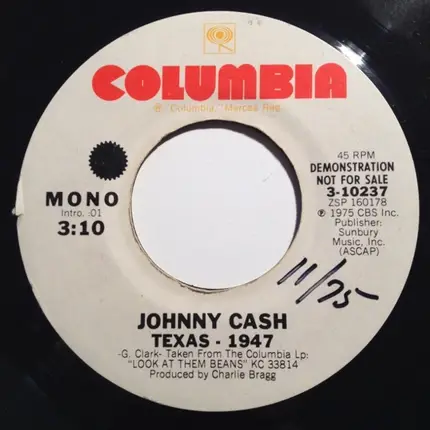 COLUMBIA
® "Columbia," Marcas Reg.
MONO
Intro. :01
3:10
45 RPM
DEMONSTRATION
NOT FOR SALE
3-10237
ZSP 160178
℗ 1975 CBS Inc.
Publisher:
Sunbury
Music, Inc.
(ASCAP)
11/75
JOHNNY CASH
TEXAS - 1947
-G. Clark- Taken From The Columbia Lp:
"LOOK AT THEM BEANS" KC 33814
Produced by Charlie Bragg